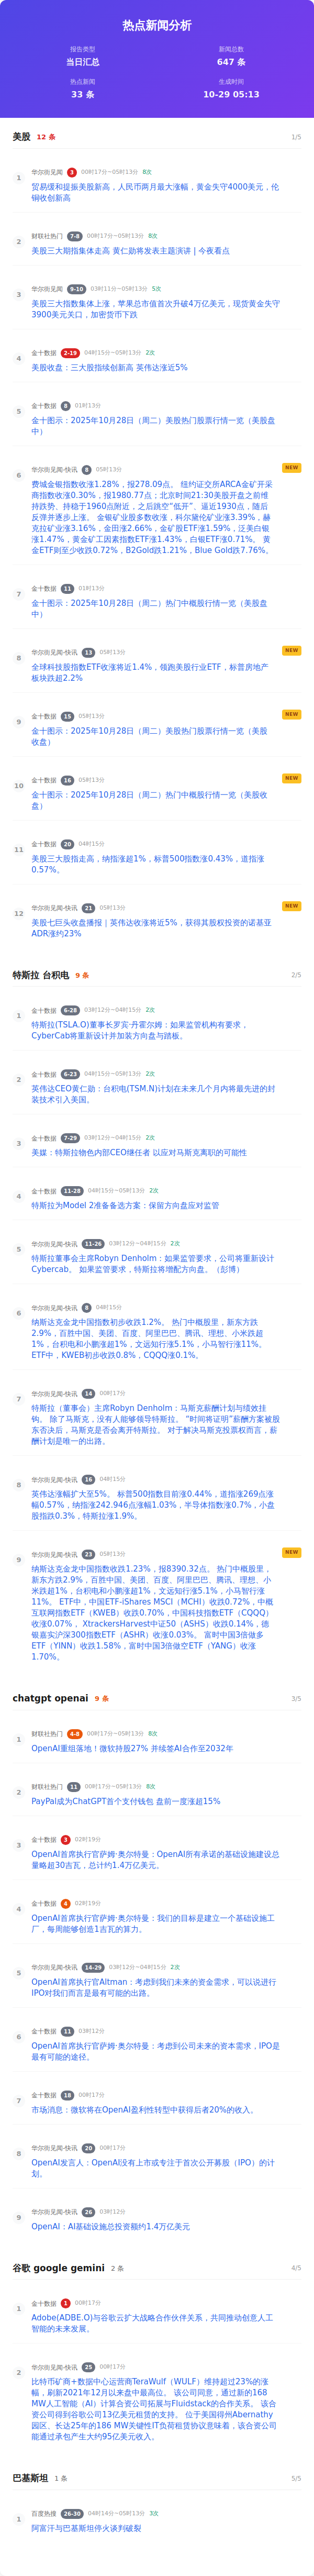 热点新闻分析
报告类型
当日汇总
新闻总数
647 条
热点新闻
33 条
生成时间
10-29 05:13
美股 12 条 1/5
1
华尔街见闻 3 00时17分~05时13分 8次
贸易缓和提振美股新高，人民币两月最大涨幅，黄金失守4000美元，伦
铜收创新高
2
财联社热门 7-8 00时17分~05时13分 8次
美股三大期指集体走高 黄仁勋将发表主题演讲 | 今夜看点
3
华尔街见闻 9-10 03时11分~05时13分 5次
美股三大指数集体上涨，苹果总市值首次升破4万亿美元，现货黄金失守
3900美元关口，加密货币下跌
4
金十数据 2-19 04时15分~05时13分 2次
美股收盘：三大股指续创新高 英伟达涨近5%
5
金十数据 8 01时13分
金十图示：2025年10月28日（周二）美股热门股票行情一览（美股盘
中）
6
华尔街见闻-快讯 8 05时13分 NEW
费城金银指数收涨1.28%，报278.09点。 纽约证交所ARCA金矿开采
商指数收涨0.30%，报1980.77点；北京时间21:30美股开盘之前维
持跌势、持稳于1960点附近，之后跳空“低开”、逼近1930点，随后
反弹并逐步上涨。 金银矿业股多数收涨，科尔黛伦矿业涨3.39%，赫
克拉矿业涨3.16%，金田涨2.66%，金矿股ETF涨1.59%，泛美白银
涨1.47%，黄金矿工因素指数ETF涨1.43%，白银ETF涨0.71%。 黄
金ETF则至少收跌0.72%，B2Gold跌1.21%，Blue Gold跌7.76%。
7
金十数据 11 01时13分
金十图示：2025年10月28日（周二）热门中概股行情一览（美股盘
中）
8
华尔街见闻-快讯 13 05时13分 NEW
全球科技股指数ETF收涨将近1.4%，领跑美股行业ETF，标普房地产
板块跌超2.2%
9
金十数据 15 05时13分 NEW
金十图示：2025年10月28日（周二）美股热门股票行情一览（美股
收盘）
10
金十数据 16 05时13分 NEW
金十图示：2025年10月28日（周二）热门中概股行情一览（美股收
盘）
11
金十数据 20 04时15分
美股三大股指走高，纳指涨超1%，标普500指数涨0.43%，道指涨
0.57%。
12
华尔街见闻-快讯 21 05时13分 NEW
美股七巨头收盘播报｜英伟达收涨将近5%，获得其股权投资的诺基亚
ADR涨约23%
特斯拉 台积电 9 条 2/5
1
金十数据 6-28 03时12分~04时15分 2次
特斯拉(TSLA.O)董事长罗宾·丹霍尔姆：如果监管机构有要求，
CyberCab将重新设计并加装方向盘与踏板。
2
金十数据 6-23 04时15分~05时13分 2次
英伟达CEO黄仁勋：台积电(TSM.N)计划在未来几个月内将最先进的封
装技术引入美国。
3
金十数据 7-29 03时12分~04时15分 2次
美媒：特斯拉物色内部CEO继任者 以应对马斯克离职的可能性
4
金十数据 11-28 04时15分~05时13分 2次
特斯拉为Model 2准备备选方案：保留方向盘应对监管
5
华尔街见闻-快讯 11-26 03时12分~04时15分 2次
特斯拉董事会主席Robyn Denholm：如果监管要求，公司将重新设计
Cybercab。 如果监管要求，特斯拉将增配方向盘。（彭博）
6
华尔街见闻-快讯 8 04时15分
纳斯达克金龙中国指数初步收跌1.2%。 热门中概股里，新东方跌
2.9%，百胜中国、美团、百度、阿里巴巴、腾讯、理想、小米跌超
1%，台积电和小鹏涨超1%，文远知行涨5.1%，小马智行涨11%。
ETF中，KWEB初步收跌0.8%，CQQQ涨0.1%。
7
华尔街见闻-快讯 14 00时17分
特斯拉（董事会）主席Robyn Denholm：马斯克薪酬计划与绩效挂
钩。 除了马斯克，没有人能够领导特斯拉。 “时间将证明”薪酬方案被股
东否决后，马斯克是否会离开特斯拉。 对于解决马斯克投票权而言，薪
酬计划是唯一的出路。
8
华尔街见闻-快讯 16 04时15分
英伟达涨幅扩大至5%。 标普500指数目前涨0.44%，道指涨269点涨
幅0.57%，纳指涨242.946点涨幅1.03%，半导体指数涨0.7%，小盘
股指跌0.3%，特斯拉涨1.9%。
9
华尔街见闻-快讯 23 05时13分 NEW
纳斯达克金龙中国指数收跌1.23%，报8390.32点。 热门中概股里，
新东方跌2.9%，百胜中国、美团、百度、阿里巴巴、腾讯、理想、小
米跌超1%，台积电和小鹏涨超1%，文远知行涨5.1%，小马智行涨
11%。 ETF中，中国ETF-iShares MSCI（MCHI）收跌0.72%，中概
互联网指数ETF（KWEB）收跌0.70%，中国科技指数ETF（CQQQ）
收涨0.07%， XtrackersHarvest中证50（ASHS）收跌0.14%，德
银嘉实沪深300指数ETF（ASHR）收涨0.03%。 富时中国3倍做多
ETF（YINN）收跌1.58%，富时中国3倍做空ETF（YANG）收涨
1.70%。
chatgpt openai 9 条 3/5
1
财联社热门 4-8 00时17分~05时13分 8次
OpenAI重组落地！微软持股27% 并续签AI合作至2032年
2
财联社热门 11 00时17分~05时13分 8次
PayPal成为ChatGPT首个支付钱包 盘前一度涨超15%
3
金十数据 3 02时19分
OpenAI首席执行官萨姆·奥尔特曼：OpenAI所有承诺的基础设施建设总
量略超30吉瓦，总计约1.4万亿美元。
4
金十数据 4 02时19分
OpenAI首席执行官萨姆·奥尔特曼：我们的目标是建立一个基础设施工
厂，每周能够创造1吉瓦的算力。
5
华尔街见闻-快讯 14-29 03时12分~04时15分 2次
OpenAI首席执行官Altman：考虑到我们未来的资金需求，可以说进行
IPO对我们而言是最有可能的出路。
6
金十数据 11 03时12分
OpenAI首席执行官萨姆·奥尔特曼：考虑到公司未来的资本需求，IPO是
最有可能的途径。
7
金十数据 18 00时17分
市场消息：微软将在OpenAI盈利性转型中获得后者20%的收入。
8
华尔街见闻-快讯 20 00时17分
OpenAI发言人：OpenAI没有上市或专注于首次公开募股（IPO）的计
划。
9
华尔街见闻-快讯 26 03时12分
OpenAI：AI基础设施总投资额约1.4万亿美元
谷歌 google gemini 2 条 4/5
1
金十数据 1 00时17分
Adobe(ADBE.O)与谷歌云扩大战略合作伙伴关系，共同推动创意人工
智能的未来发展。
2
华尔街见闻-快讯 25 00时17分
比特币矿商+数据中心运营商TeraWulf（WULF）维持超过23%的涨
幅，刷新2021年12月以来盘中最高位。 该公司同意，通过新的168
MW人工智能（AI）计算合资公司拓展与Fluidstack的合作关系。 该合
资公司得到谷歌公司13亿美元租赁的支持。 位于美国得州Abernathy
园区、长达25年的186 MW关键性IT负荷租赁协议意味着，该合资公司
能通过承包产生大约95亿美元收入。
巴基斯坦 1 条 5/5
1
百度热搜 26-30 04时14分~05时13分 3次
阿富汗与巴基斯坦停火谈判破裂